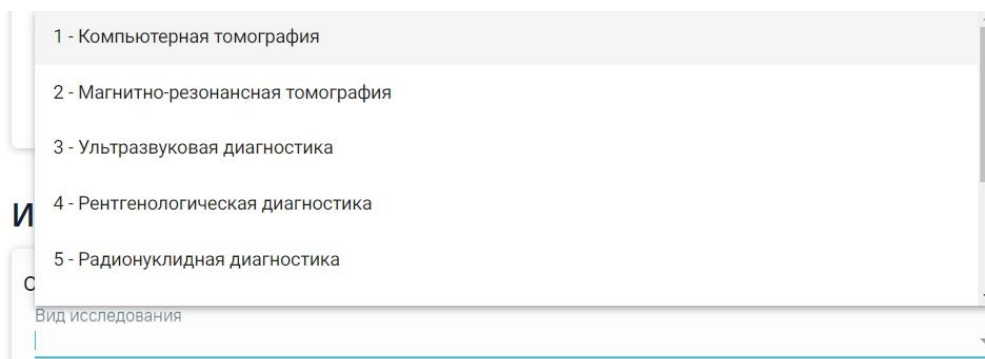 1 - Компьютерная томография
2 - Магнитно-резонансная томография
3 - Ультразвуковая диагностика
4 - Рентгенологическая диагностика
5 - Радионуклидная диагностика
Вид исследования